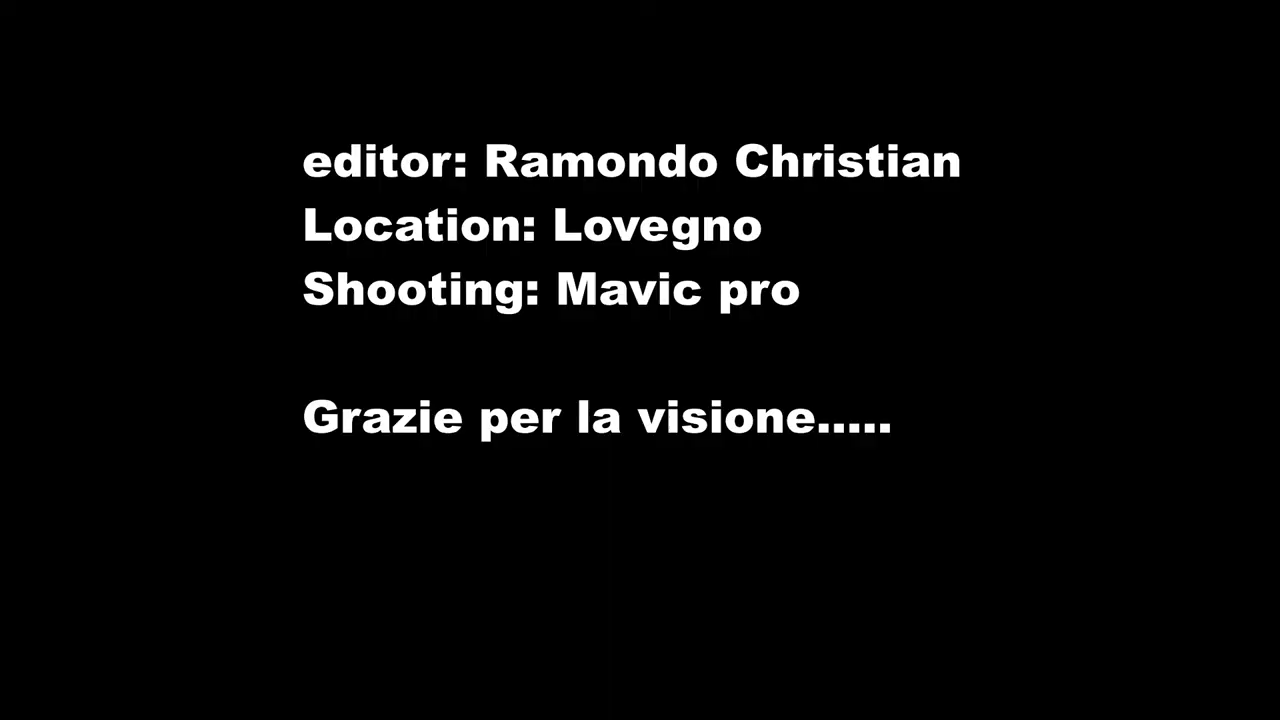 editor: Ramondo Christian
Location: Lovegno
Shooting: Mavic pro
Grazie per la visione.....